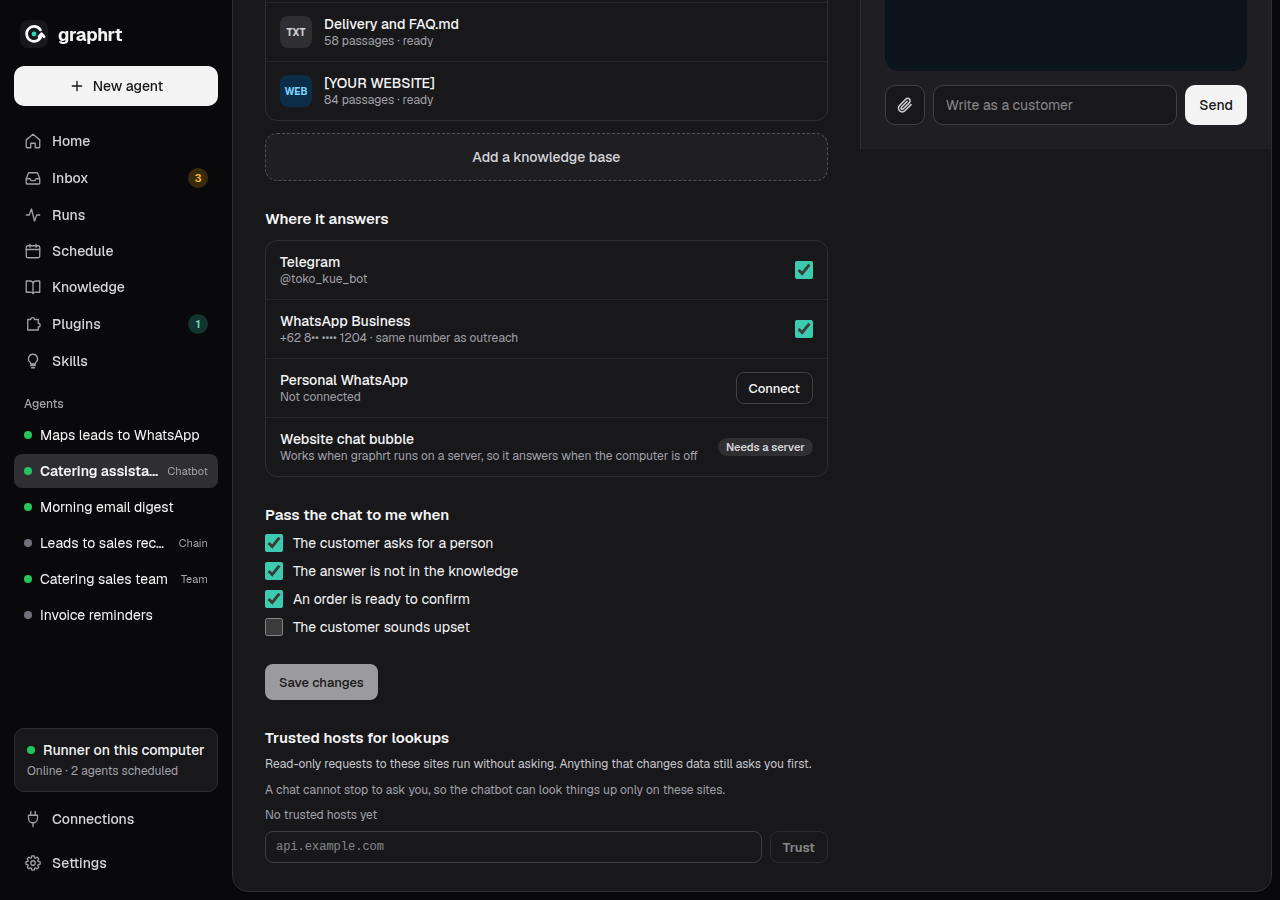 graphrt
New agent
Home
Inbox 3
Runs
Schedule
Knowledge
Plugins 1
Skills
Agents
Maps leads to WhatsApp
Catering assista... Chatbot
Morning email digest
Leads to sales rec... Chain
Catering sales team Team
Invoice reminders
Runner on this computer
Online · 2 agents scheduled
Connections
Settings
TXT
Delivery and FAQ.md
58 passages · ready
WEB
[YOUR WEBSITE]
84 passages · ready
Add a knowledge base
Where it answers
Telegram
@toko_kue_bot
WhatsApp Business
+62 8•• •••• 1204 · same number as outreach
Personal WhatsApp
Not connected
Connect
Website chat bubble
Works when graphrt runs on a server, so it answers when the computer is off
Needs a server
Pass the chat to me when
The customer asks for a person
The answer is not in the knowledge
An order is ready to confirm
The customer sounds upset
Save changes
Trusted hosts for lookups
Read-only requests to these sites run without asking. Anything that changes data still asks you first.
A chat cannot stop to ask you, so the chatbot can look things up only on these sites.
No trusted hosts yet
api.example.com
Trust
Write as a customer
Send